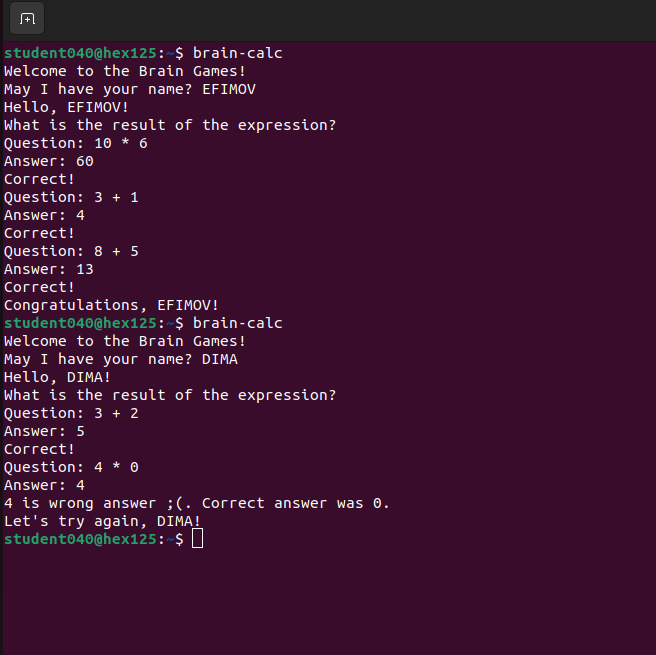 student040@hex125:~$ brain-calc
Welcome to the Brain Games!
May I have your name? EFIMOV
Hello, EFIMOV!
What is the result of the expression?
Question: 10 * 6
Answer: 60
Correct!
Question: 3 + 1
Answer: 4
Correct!
Question: 8 + 5
Answer: 13
Correct!
Congratulations, EFIMOV!
student040@hex125:~$ brain-calc
Welcome to the Brain Games!
May I have your name? DIMA
Hello, DIMA!
What is the result of the expression?
Question: 3 + 2
Answer: 5
Correct!
Question: 4 * 0
Answer: 4
4 is wrong answer ;(. Correct answer was 0.
Let's try again, DIMA!
student040@hex125:~$